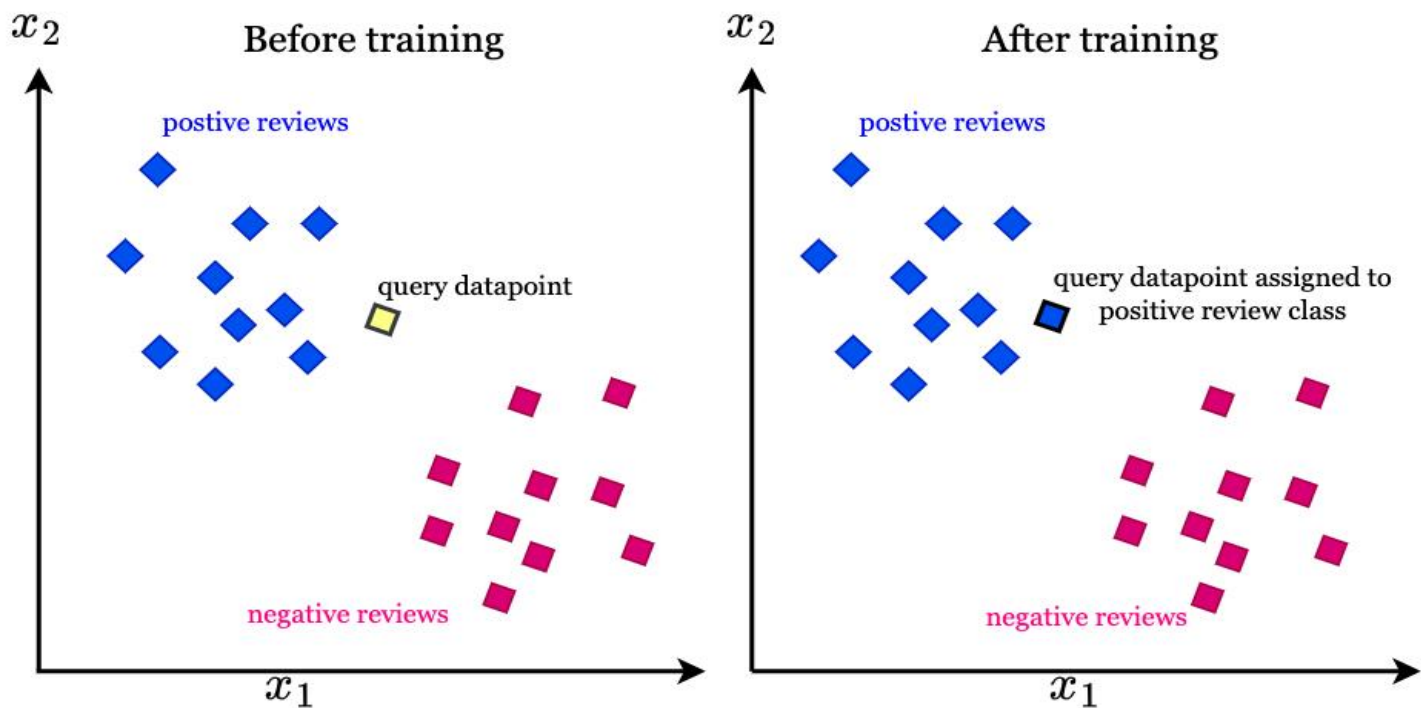 x2
Before training
postive reviews
query datapoint
negative reviews
x1
x2
After training
postive reviews
query datapoint assigned to
positive review class
negative reviews
x1